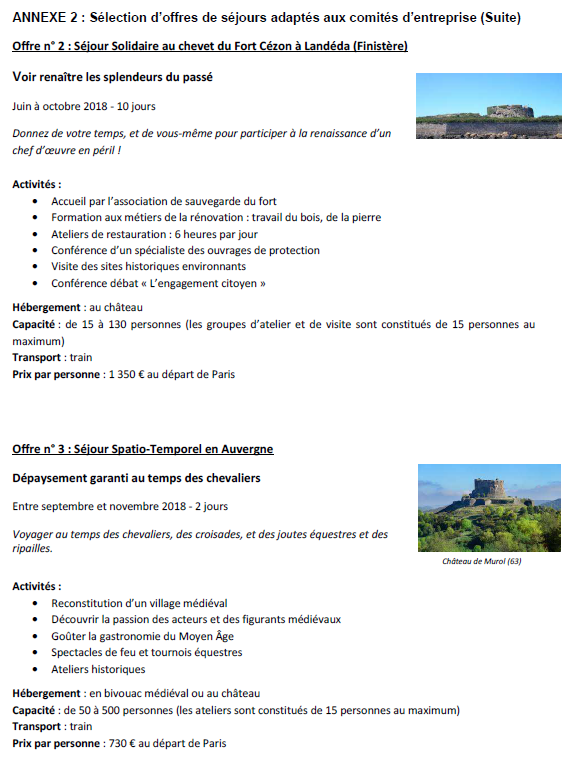 ANNEXE 2 : Sélection d'offres de séjours adaptés aux comités d'entreprise (Suite)
Offre n° 2 : Séjour Solidaire au chevet du Fort Cézon à Landéda (Finistère)
Voir renaître les splendeurs du passé
Juin à octobre 2018 - 10 jours
Donnez de votre temps, et de vous-même pour participer à la renaissance d'un
chef d'œuvre en péril !
Activités :
• Accueil par l'association de sauvegarde du fort
• Formation aux métiers de la rénovation : travail du bois, de la pierre
• Ateliers de restauration : 6 heures par jour
• Conférence d'un spécialiste des ouvrages de protection
• Visite des sites historiques environnants
• Conférence débat « L'engagement citoyen »
Hébergement : au château
Capacité : de 15 à 130 personnes (les groupes d'atelier et de visite sont constitués de 15 personnes au
maximum)
Transport : train
Prix par personne : 1 350 € au départ de Paris
Offre n° 3 : Séjour Spatio-Temporel en Auvergne
Dépaysement garanti au temps des chevaliers
Entre septembre et novembre 2018 - 2 jours
Voyager au temps des chevaliers, des croisades, et des joutes équestres et des
ripailles.
Château de Murol (63)
Activités :
• Reconstitution d'un village médiéval
• Découvrir la passion des acteurs et des figurants médiévaux
• Goûter la gastronomie du Moyen Âge
• Spectacles de feu et tournois équestres
• Ateliers historiques
Hébergement : en bivouac médiéval ou au château
Capacité : de 50 à 500 personnes (les ateliers sont constitués de 15 personnes au maximum)
Transport : train
Prix par personne : 730 € au départ de Paris